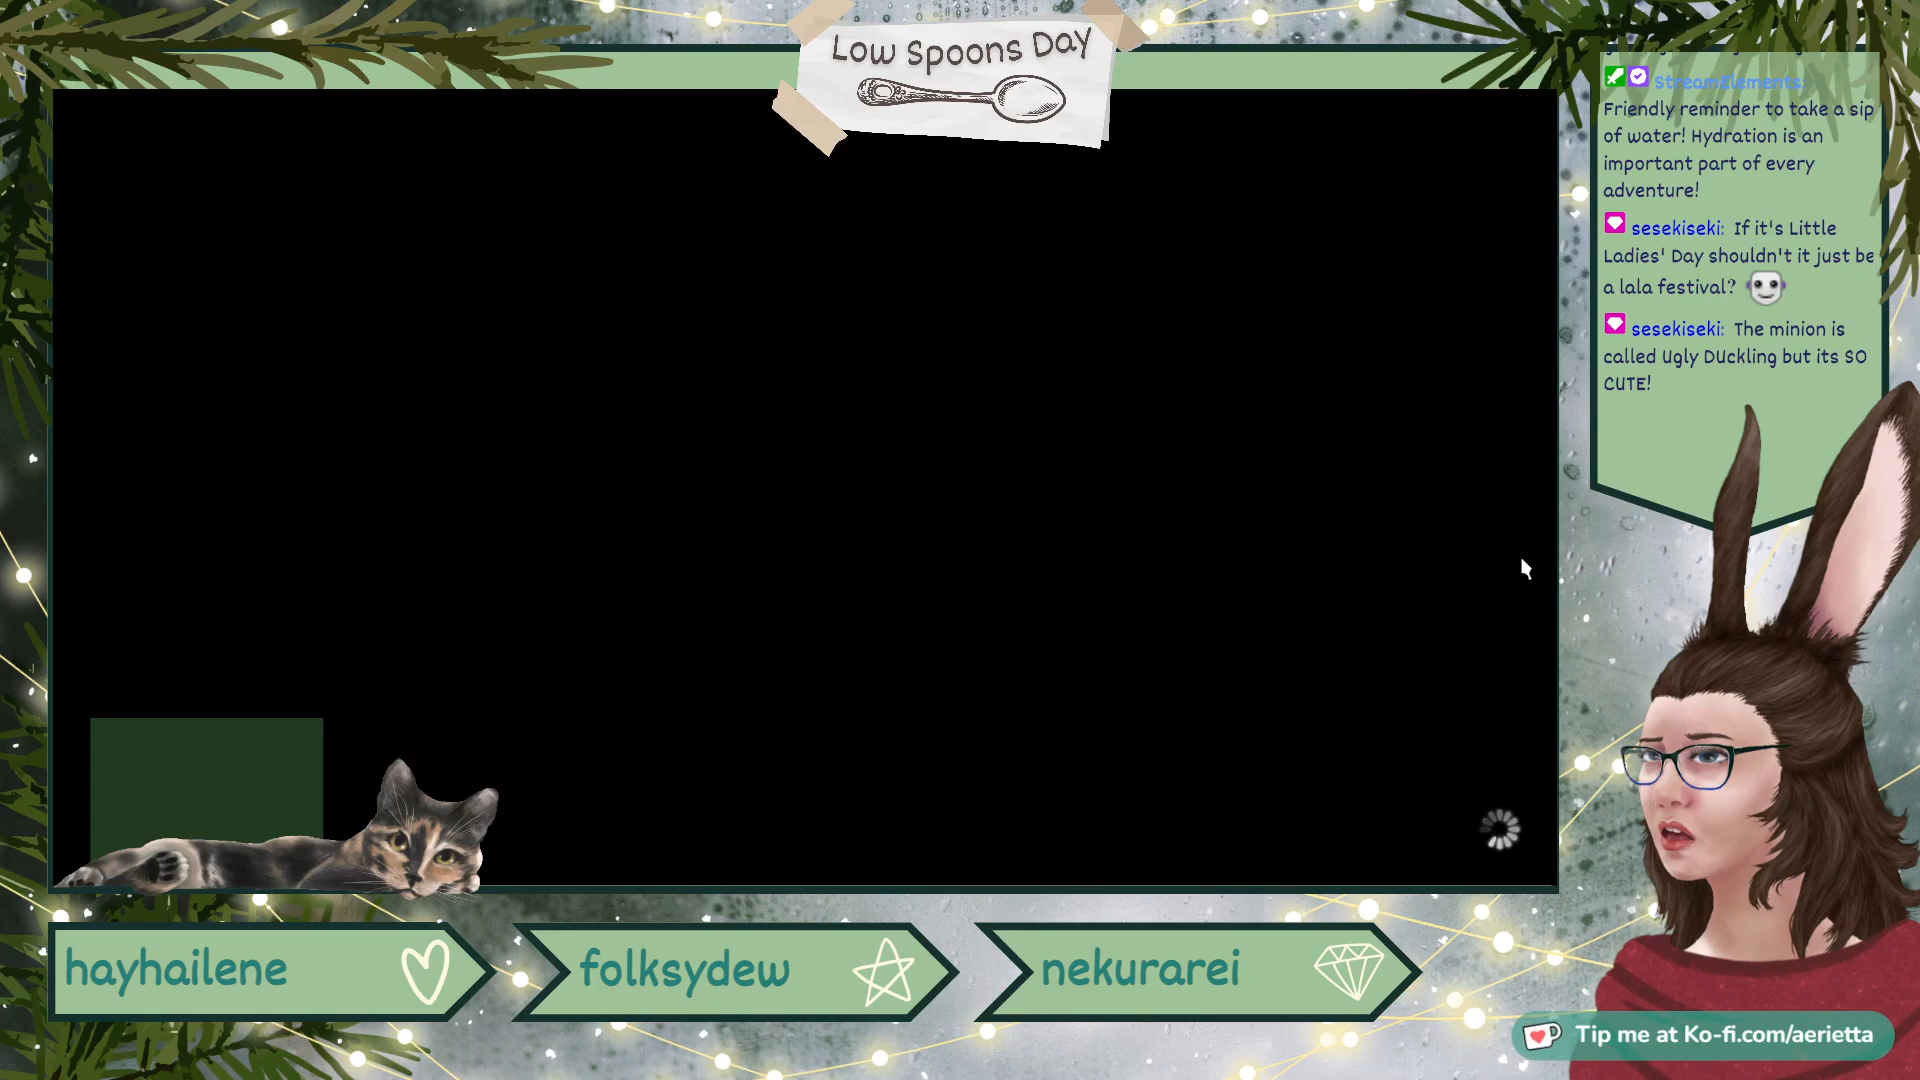 Low Spoons Day
StreamElements:
Friendly reminder to take a sip
of water! Hydration is an
important part of every
adventure!
sesekiseki: If it's Little
Ladies' Day shouldn't it just be
a lala festival?
sesekiseki: The minion is
called Ugly DUckling but its SO
CUTE!
hayhailene
folksydew
nekurarei
Tip me at Ko-fi.com/aerietta